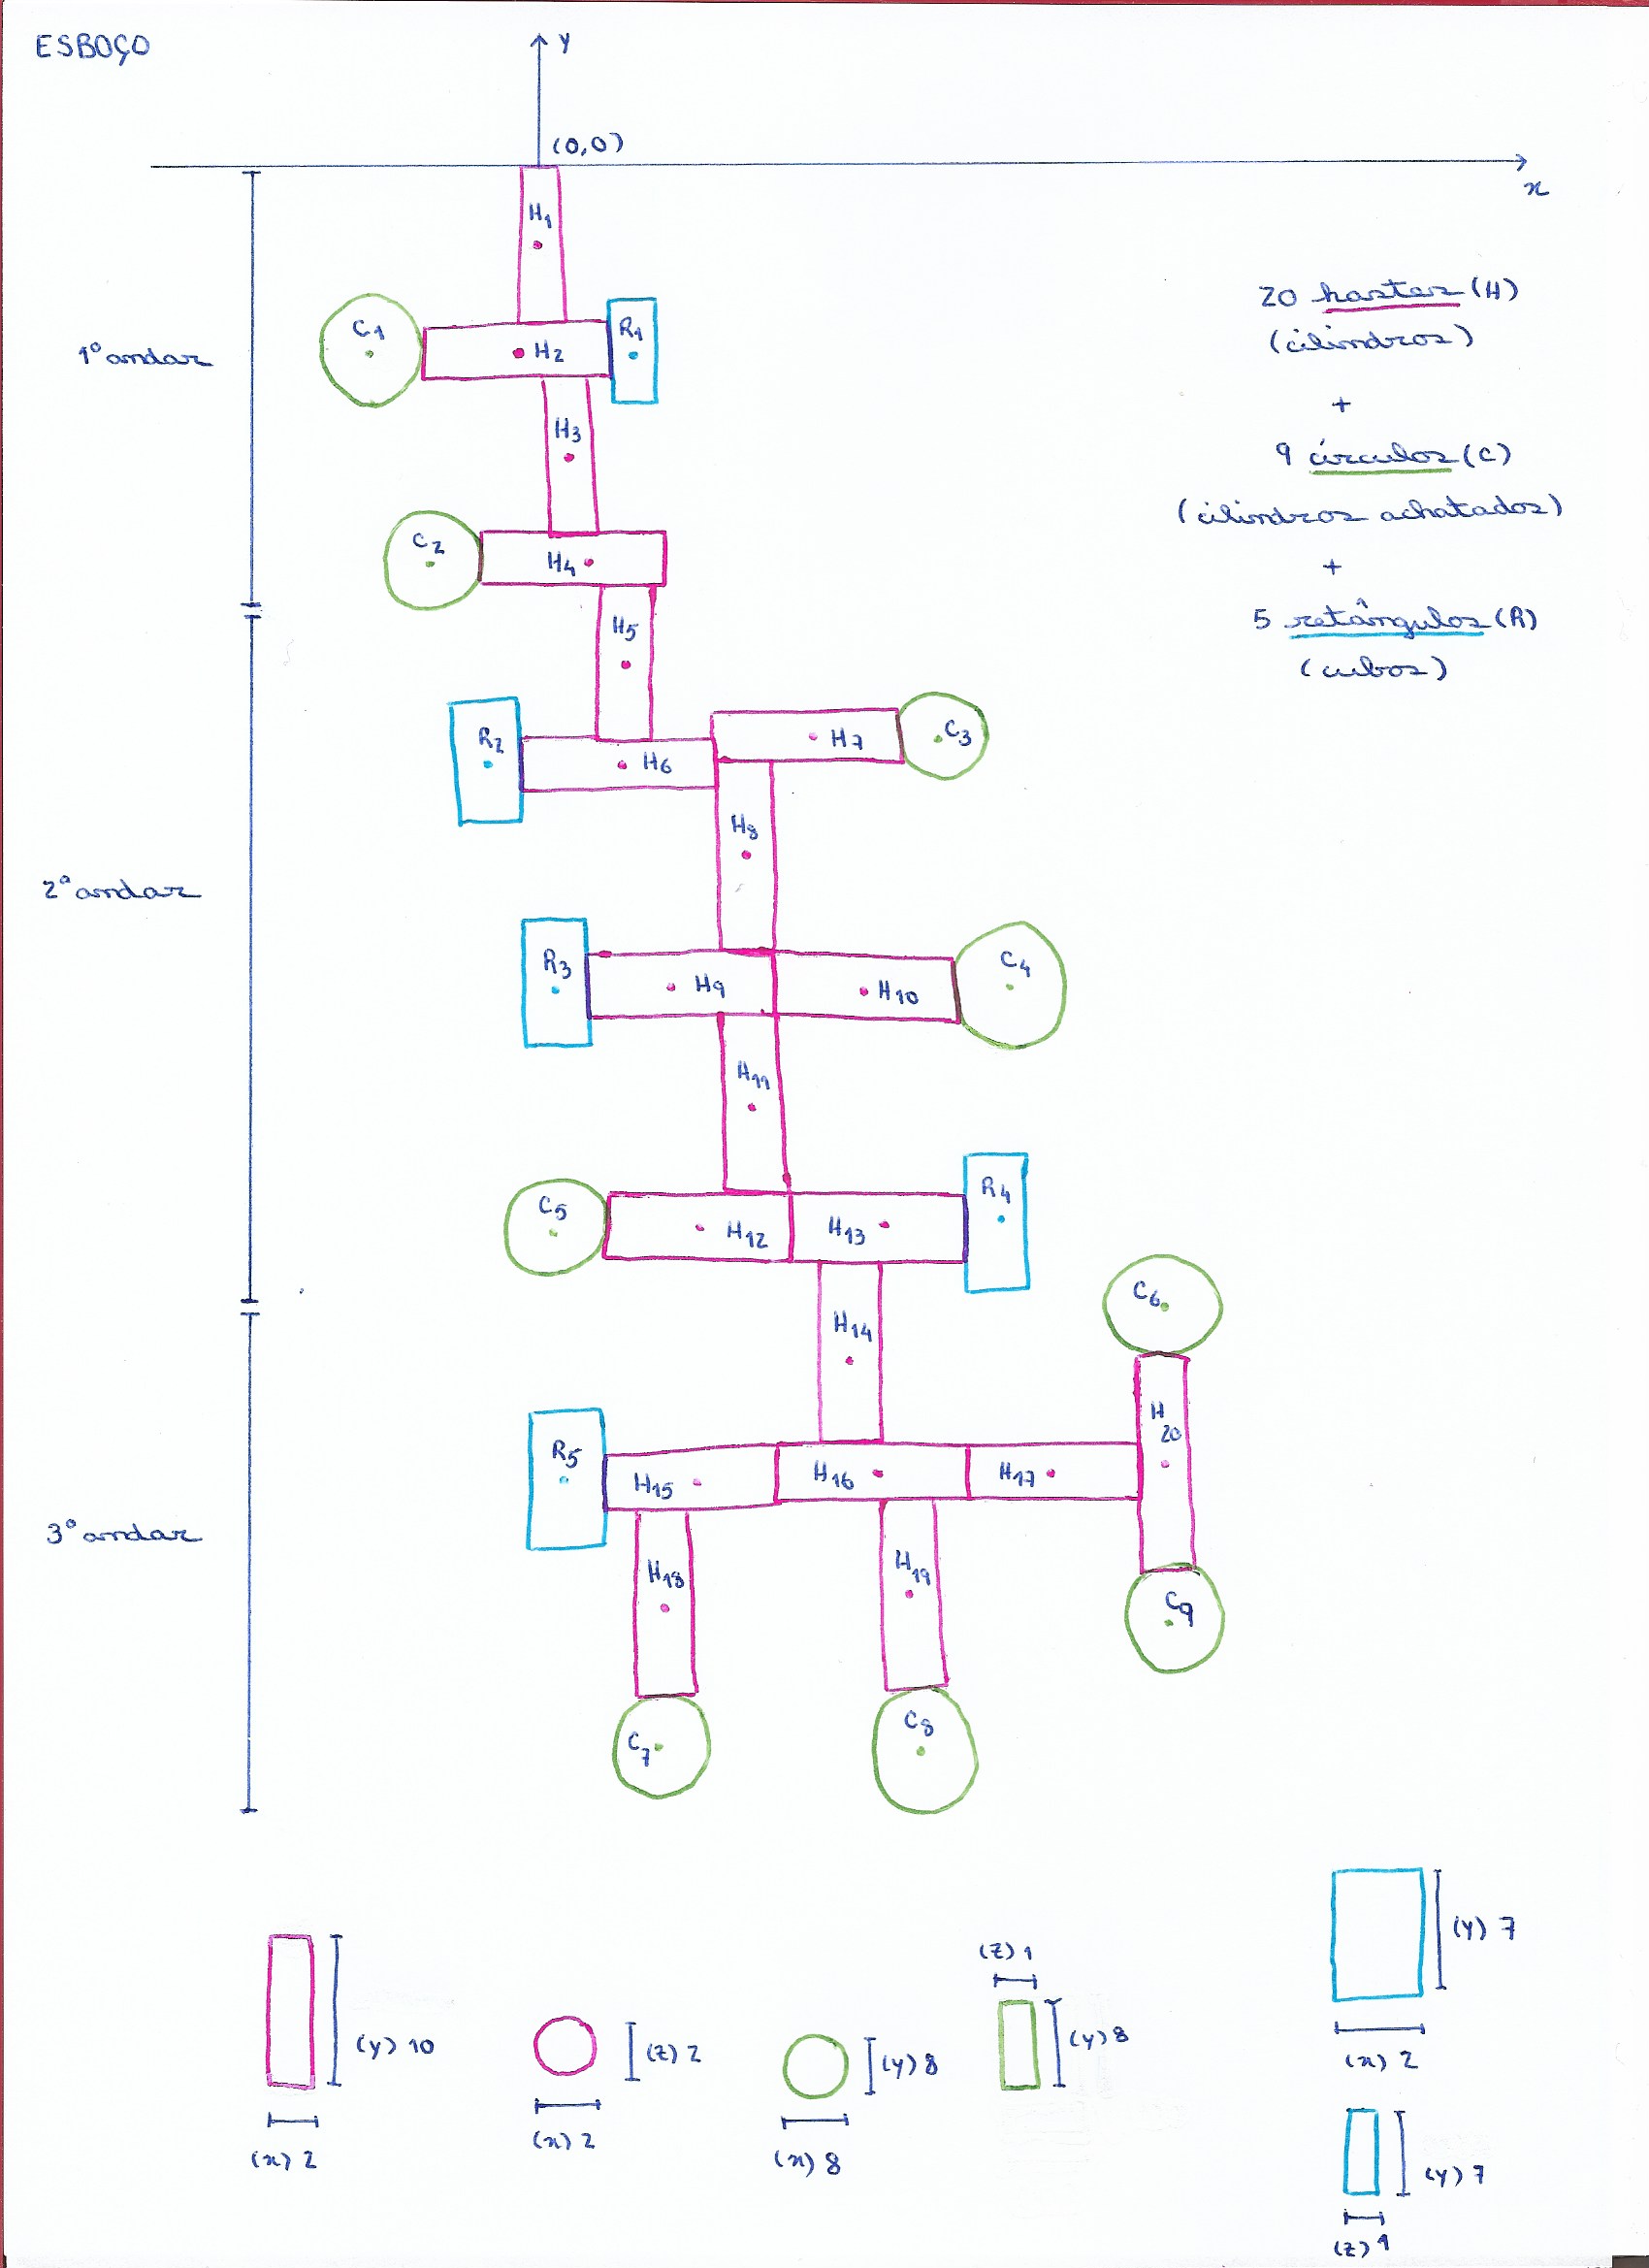 ESBOÇO
y
(0,0)
x
H1
C1
H2
R1
1º andar
H3
C2
H4
H5
R2
H6
H7
C3
H8
2º andar
R3
H9
H10
C4
H11
C5
H12
H13
R4
H14
C6
R5
H15
H16
H17
H 20
3º andar
H18
H19
C9
C7
C8
20 hastes (H)
(cilindros)
+
9 círculos (C)
(cilindros achatados)
+
5 retângulos (R)
(cubos)
(y) 10
(x) 2
(z) 2
(x) 2
(y) 8
(x) 8
(z) 1
(y) 8
(y) 7
(x) 2
(y) 7
(z) 1